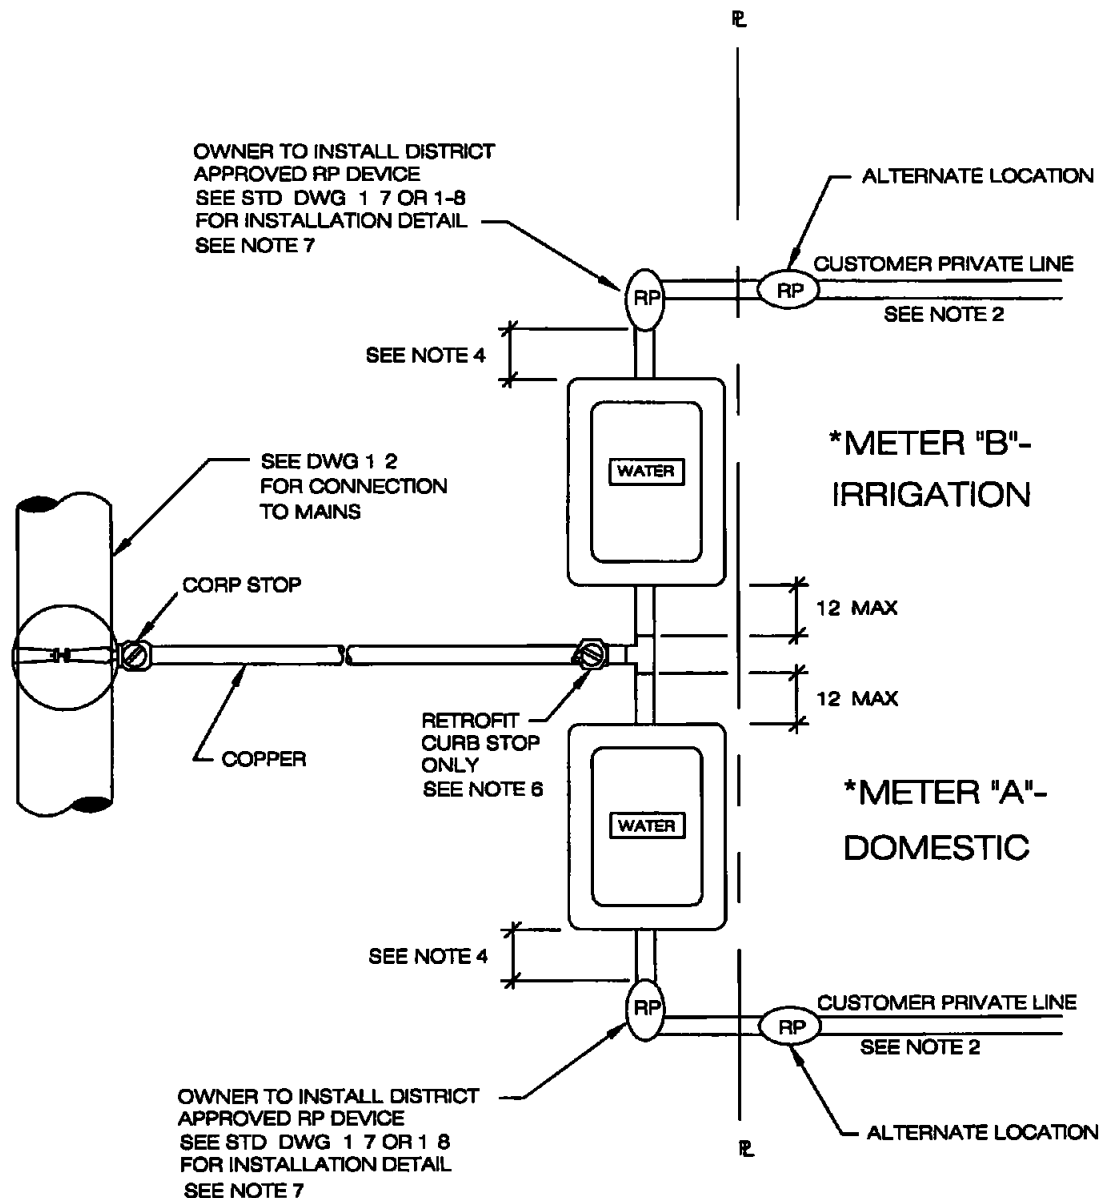 PL
OWNER TO INSTALL DISTRICT
APPROVED RP DEVICE
SEE STD DWG 1 7 OR 1-8
FOR INSTALLATION DETAIL
SEE NOTE 7
ALTERNATE LOCATION
CUSTOMER PRIVATE LINE
RP
RP
SEE NOTE 2
SEE NOTE 4
*METER "B"-
IRRIGATION
WATER
SEE DWG 1 2
FOR CONNECTION
TO MAINS
CORP STOP
12 MAX
12 MAX
COPPER
RETROFIT
CURB STOP
ONLY
SEE NOTE 6
*METER "A"-
DOMESTIC
WATER
SEE NOTE 4
CUSTOMER PRIVATE LINE
RP
RP
SEE NOTE 2
OWNER TO INSTALL DISTRICT
APPROVED RP DEVICE
SEE STD DWG 1 7 OR 1 8
FOR INSTALLATION DETAIL
SEE NOTE 7
ALTERNATE LOCATION
PL